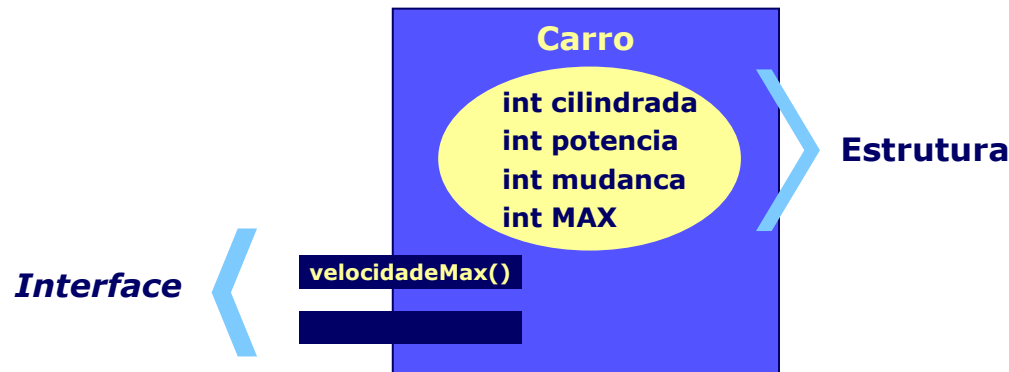 Carro
int cilindrada
int potencia
int mudanca
int MAX
Estrutura
velocidadeMax()
Interface